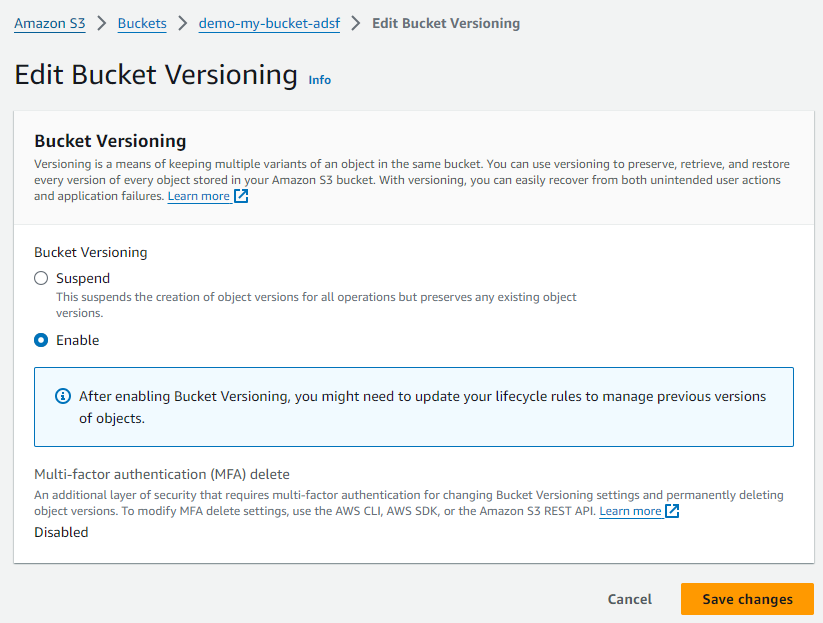 Amazon S3 > Buckets > demo-my-bucket-adsf > Edit Bucket Versioning
Edit Bucket Versioning Info
Bucket Versioning
Versioning is a means of keeping multiple variants of an object in the same bucket. You can use versioning to preserve, retrieve, and restore
every version of every object stored in your Amazon S3 bucket. With versioning, you can easily recover from both unintended user actions
and application failures. Learn more
Bucket Versioning
Suspend
This suspends the creation of object versions for all operations but preserves any existing object
versions.
Enable
After enabling Bucket Versioning, you might need to update your lifecycle rules to manage previous versions
of objects.
Multi-factor authentication (MFA) delete
An additional layer of security that requires multi-factor authentication for changing Bucket Versioning settings and permanently deleting
object versions. To modify MFA delete settings, use the AWS CLI, AWS SDK, or the Amazon S3 REST API. Learn more
Disabled
Cancel Save changes